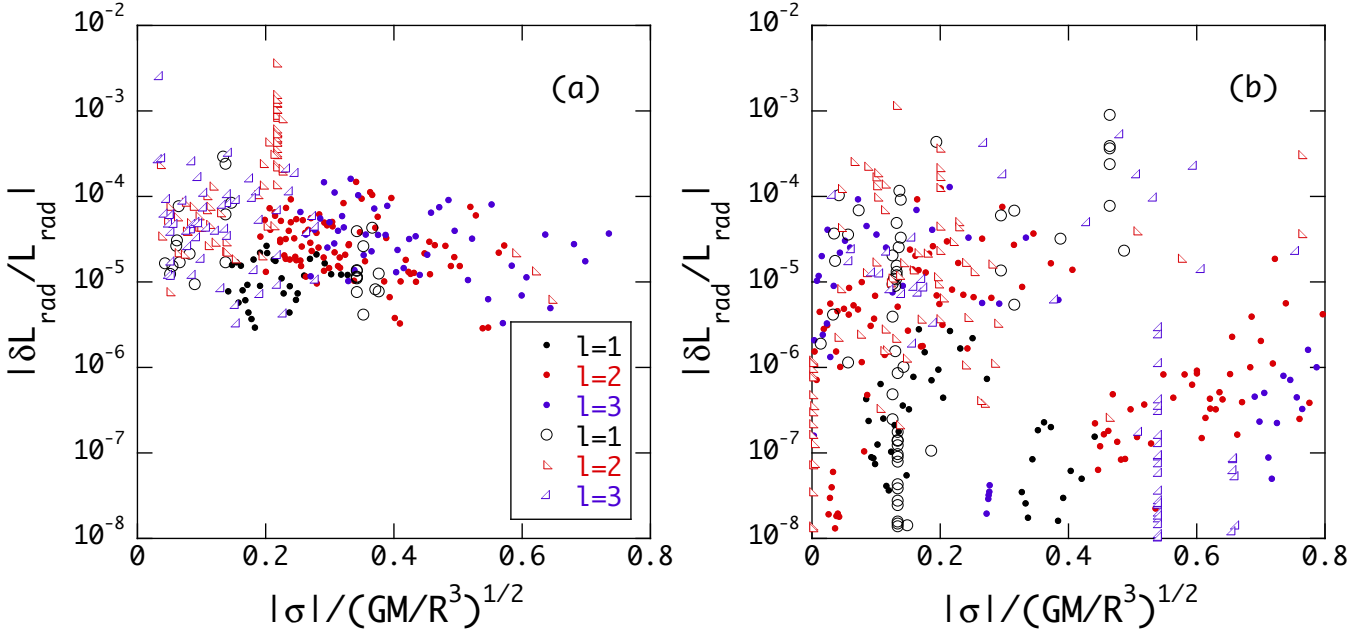 10^-2
10^-3
10^-4
10^-5
10^-6
10^-7
10^-8
|δL_rad/L_rad|
(a)
l=1
l=2
l=3
l=1
l=2
l=3
0 0.2 0.4 0.6 0.8
|σ|/(GM/R^3)^1/2
10^-2
10^-3
10^-4
10^-5
10^-6
10^-7
10^-8
|δL_rad/L_rad|
(b)
0 0.2 0.4 0.6 0.8
|σ|/(GM/R^3)^1/2